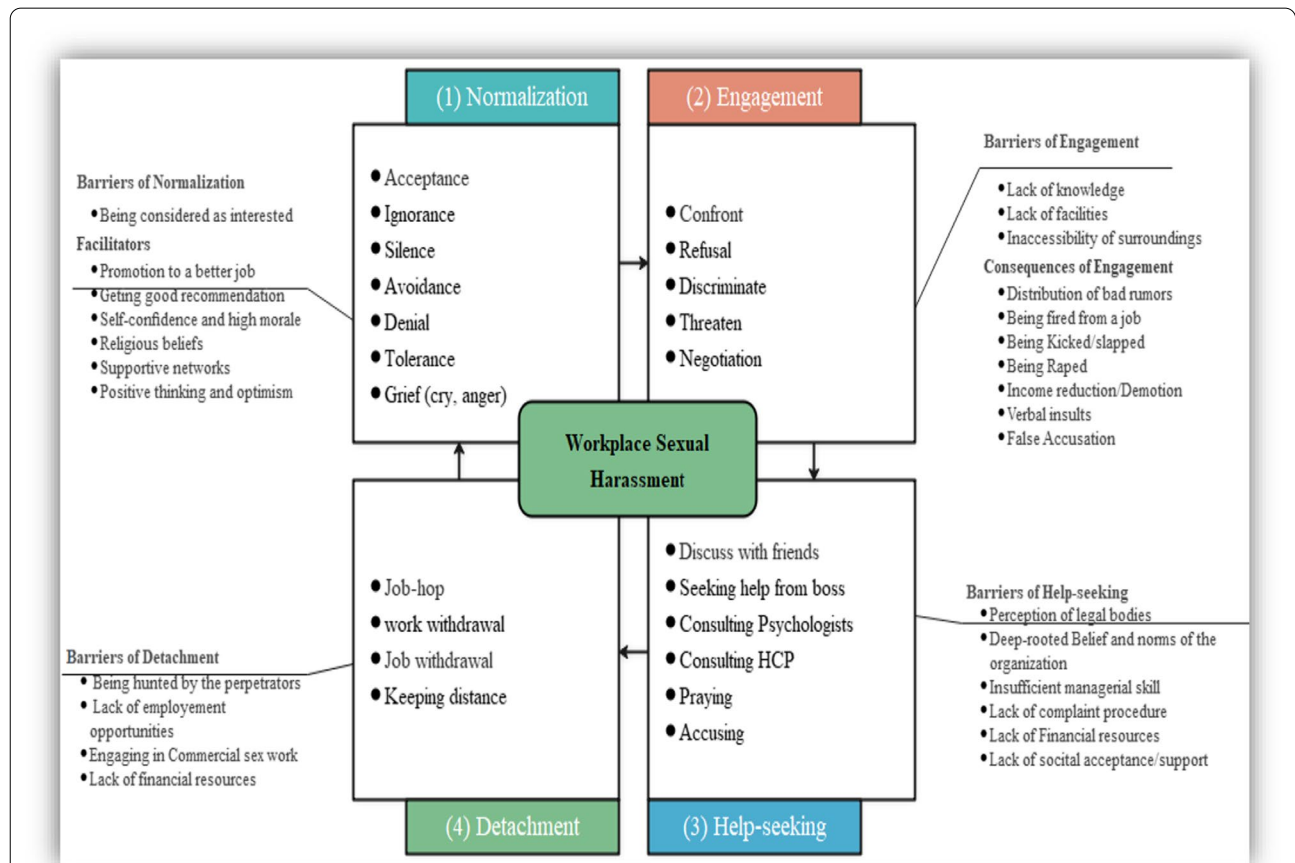 (1) Normalization
(2) Engagement
Barriers of Normalization
• Being considered as interested
Facilitators
• Promotion to a better job
• Geting good recommendation
• Self-confidence and high morale
• Religious beliefs
• Supportive networks
• Positive thinking and optimism
• Acceptance
• Ignorance
• Silence
• Avoidance
• Denial
• Tolerance
• Grief (cry, anger)
• Confront
• Refusal
• Discriminate
• Threaten
• Negotiation
Barriers of Engagement
• Lack of knowledge
• Lack of facilities
• Inaccessibility of surroundings
Consequences of Engagement
• Distribution of bad rumors
• Being fired from a job
• Being Kicked/slapped
• Being Raped
• Income reduction/Demotion
• Verbal insults
• False Accusation
Workplace Sexual
Harassment
Barriers of Detachment
• Being hunted by the perpetrators
• Lack of employement
opportunities
• Engaging in Commercial sex work
• Lack of financial resources
• Job-hop
• work withdrawal
• Job withdrawal
• Keeping distance
• Discuss with friends
• Seeking help from boss
• Consulting Psychologists
• Consulting HCP
• Praying
• Accusing
Barriers of Help-seeking
• Perception of legal bodies
• Deep-rooted Belief and norms of the
organization
• Insufficient managerial skill
• Lack of complaint procedure
• Lack of Financial resources
• Lack of socital acceptance/support
(4) Detachment
(3) Help-seeking